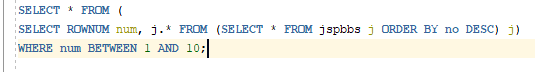 SELECT * FROM (
SELECT ROWNUM num, j.* FROM (SELECT * FROM jspbbs j ORDER BY no DESC) j)
WHERE num BETWEEN 1 AND 10;